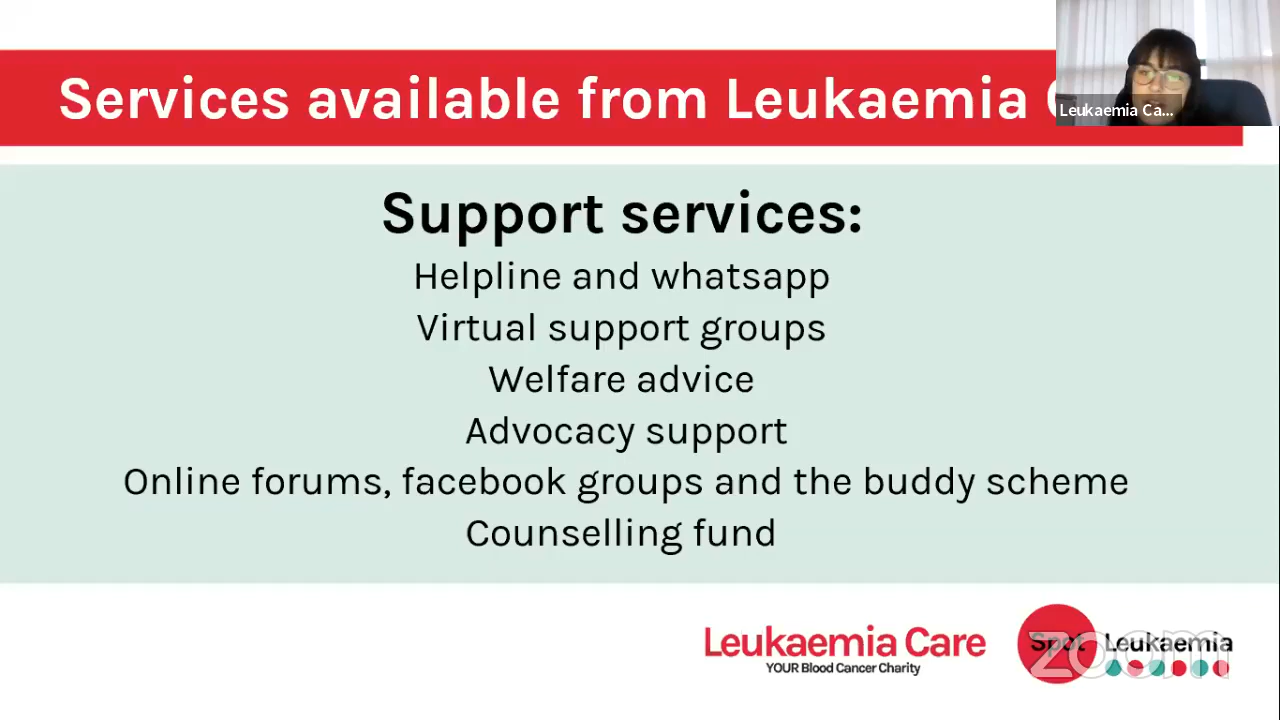 Services available from Leukaemia C
Leukaemia Ca...
Support services:
Helpline and whatsapp
Virtual support groups
Welfare advice
Advocacy support
Online forums, facebook groups and the buddy scheme
Counselling fund
Leukaemia Care
YOUR Blood Cancer Charity
Spot Leukaemia
zoom